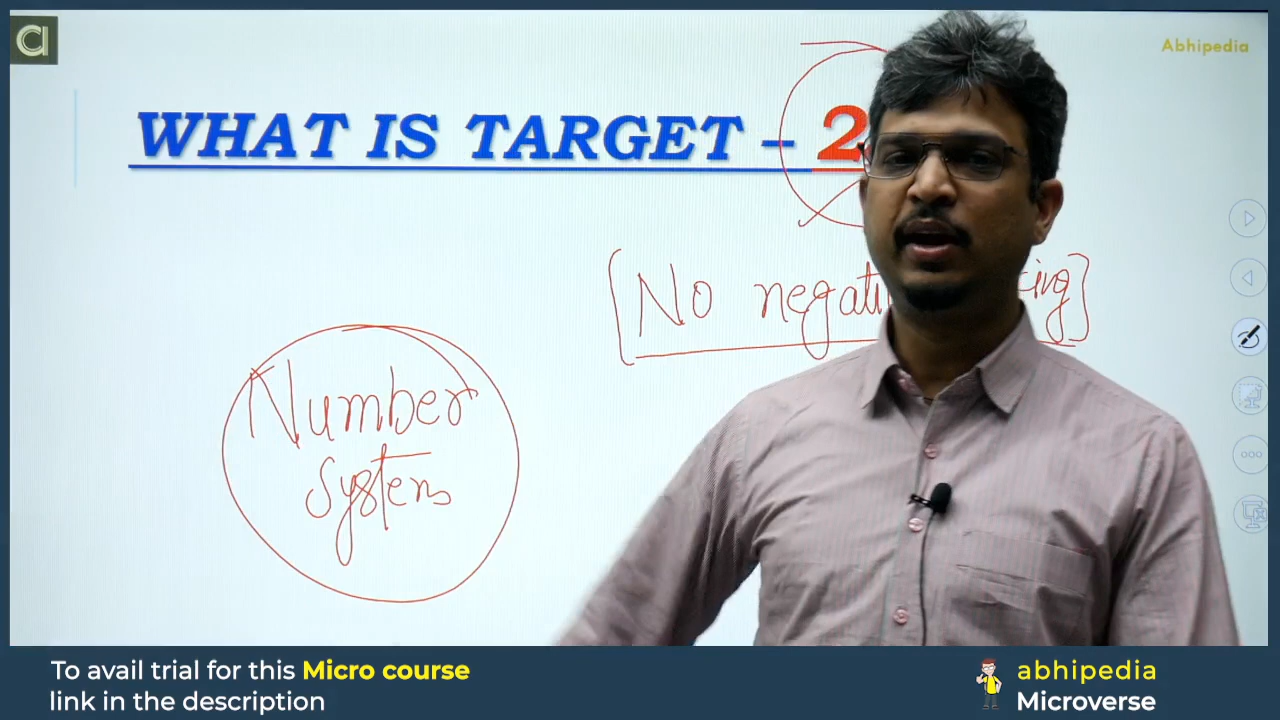 Abhipedia
WHAT IS TARGET – 2
[No negati king]
Number
System
To avail trial for this Micro course
link in the description
abhipedia
Microverse